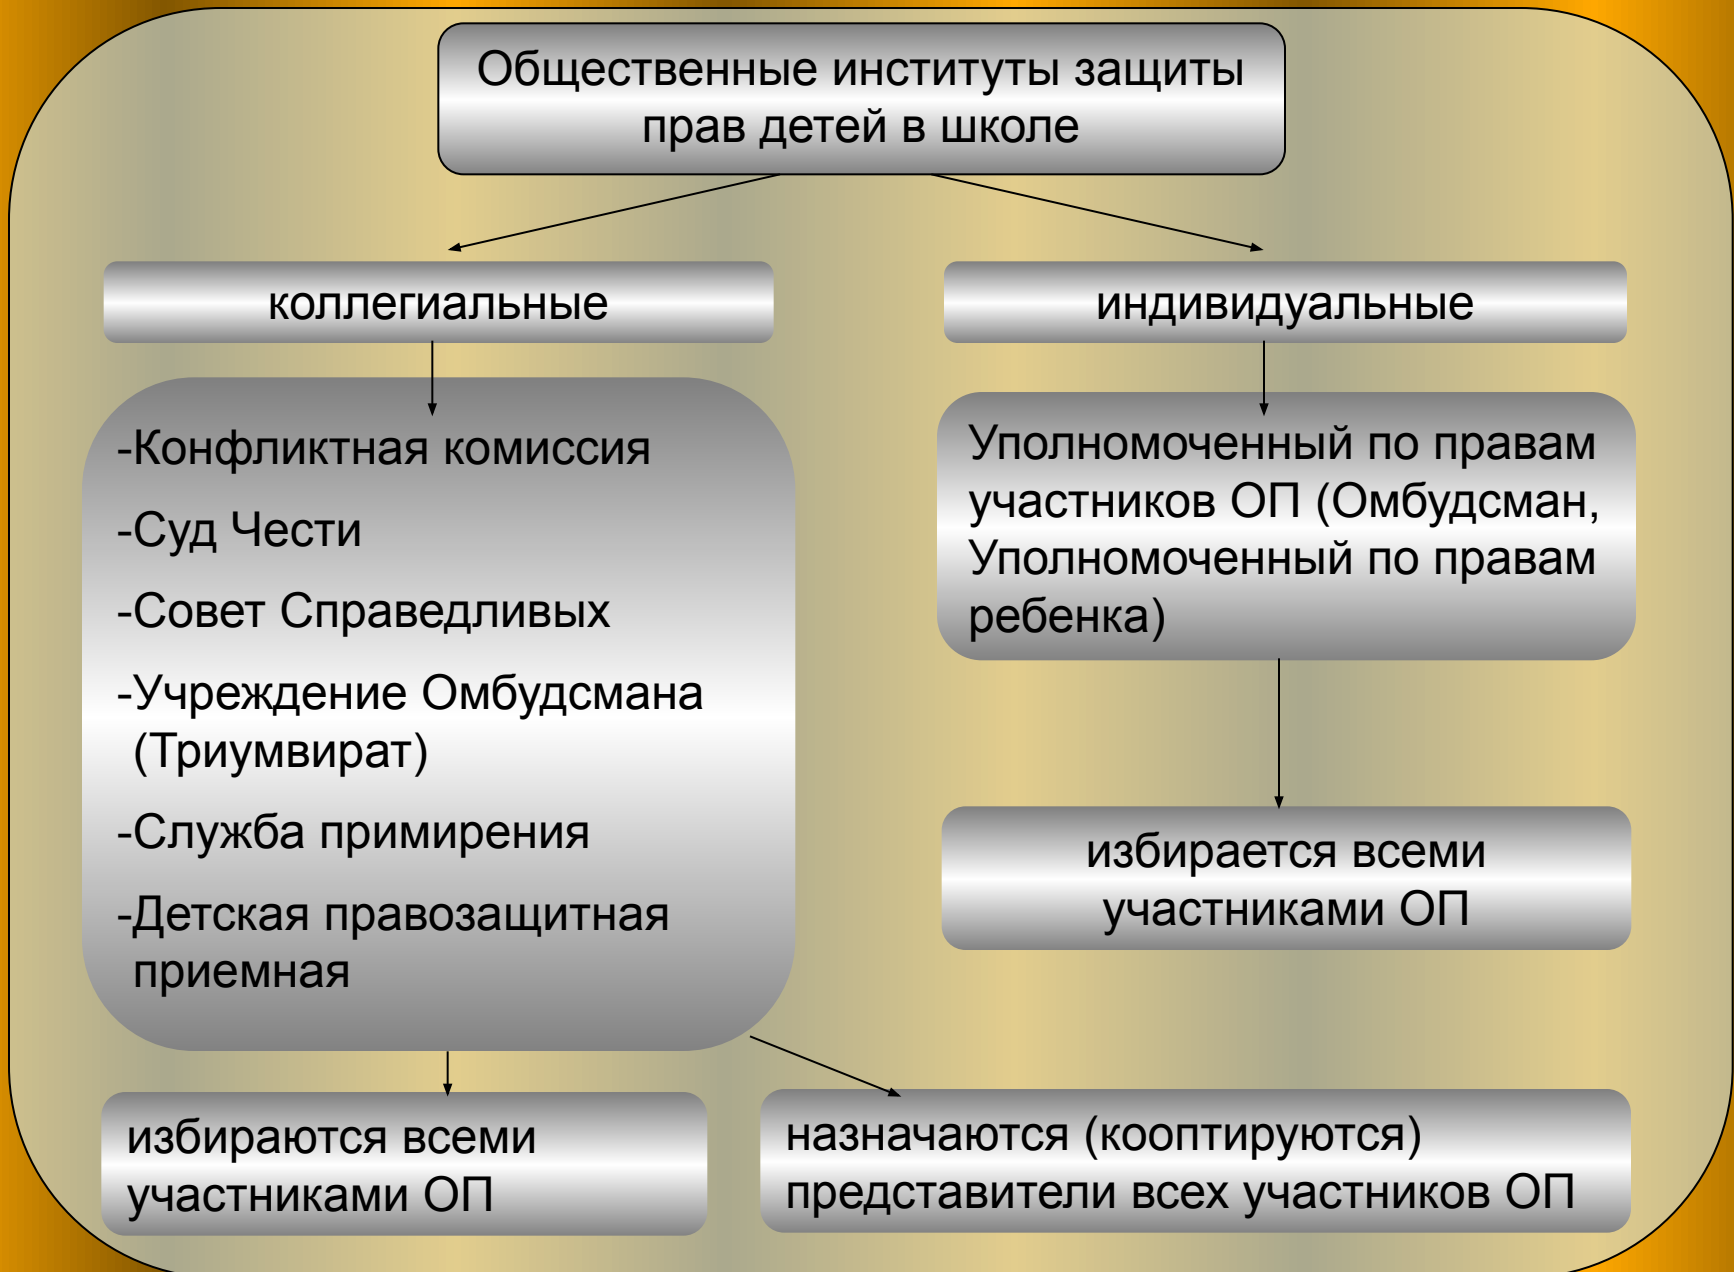 Общественные институты защиты
прав детей в школе
коллегиальные
индивидуальные
-Конфликтная комиссия
-Суд Чести
-Совет Справедливых
-Учреждение Омбудсмана
(Триумвират)
-Служба примирения
-Детская правозащитная
приемная
Уполномоченный по правам
участников ОП (Омбудсман,
Уполномоченный по правам
ребенка)
избирается всеми
участниками ОП
избираются всеми
участниками ОП
назначаются (кооптируются)
представители всех участников ОП